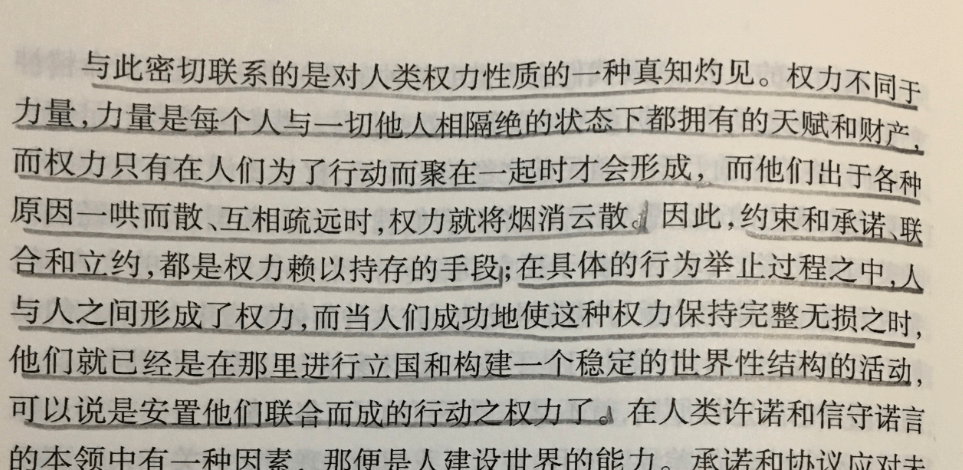 与此密切联系的是对人类权力性质的一种真知灼见。权力不同于
力量,力量是每个人与一切他人相隔绝的状态下都拥有的天赋和财产,
而权力只有在人们为了行动而聚在一起时才会形成,而他们出于各种
原因一哄而散、互相疏远时,权力就将烟消云散。因此,约束和承诺、联
合和立约,都是权力赖以持存的手段;在具体的行为举止过程之中,人
与人之间形成了权力,而当人们成功地使这种权力保持完整无损之时,
他们就已经是在那里进行立国和构建一个稳定的世界性结构的活动,
可以说是安置他们联合而成的行动之权力了。在人类许诺和信守诺言
的本领中有一种因素,那便是人建设世界的能力。承诺和协议应对未